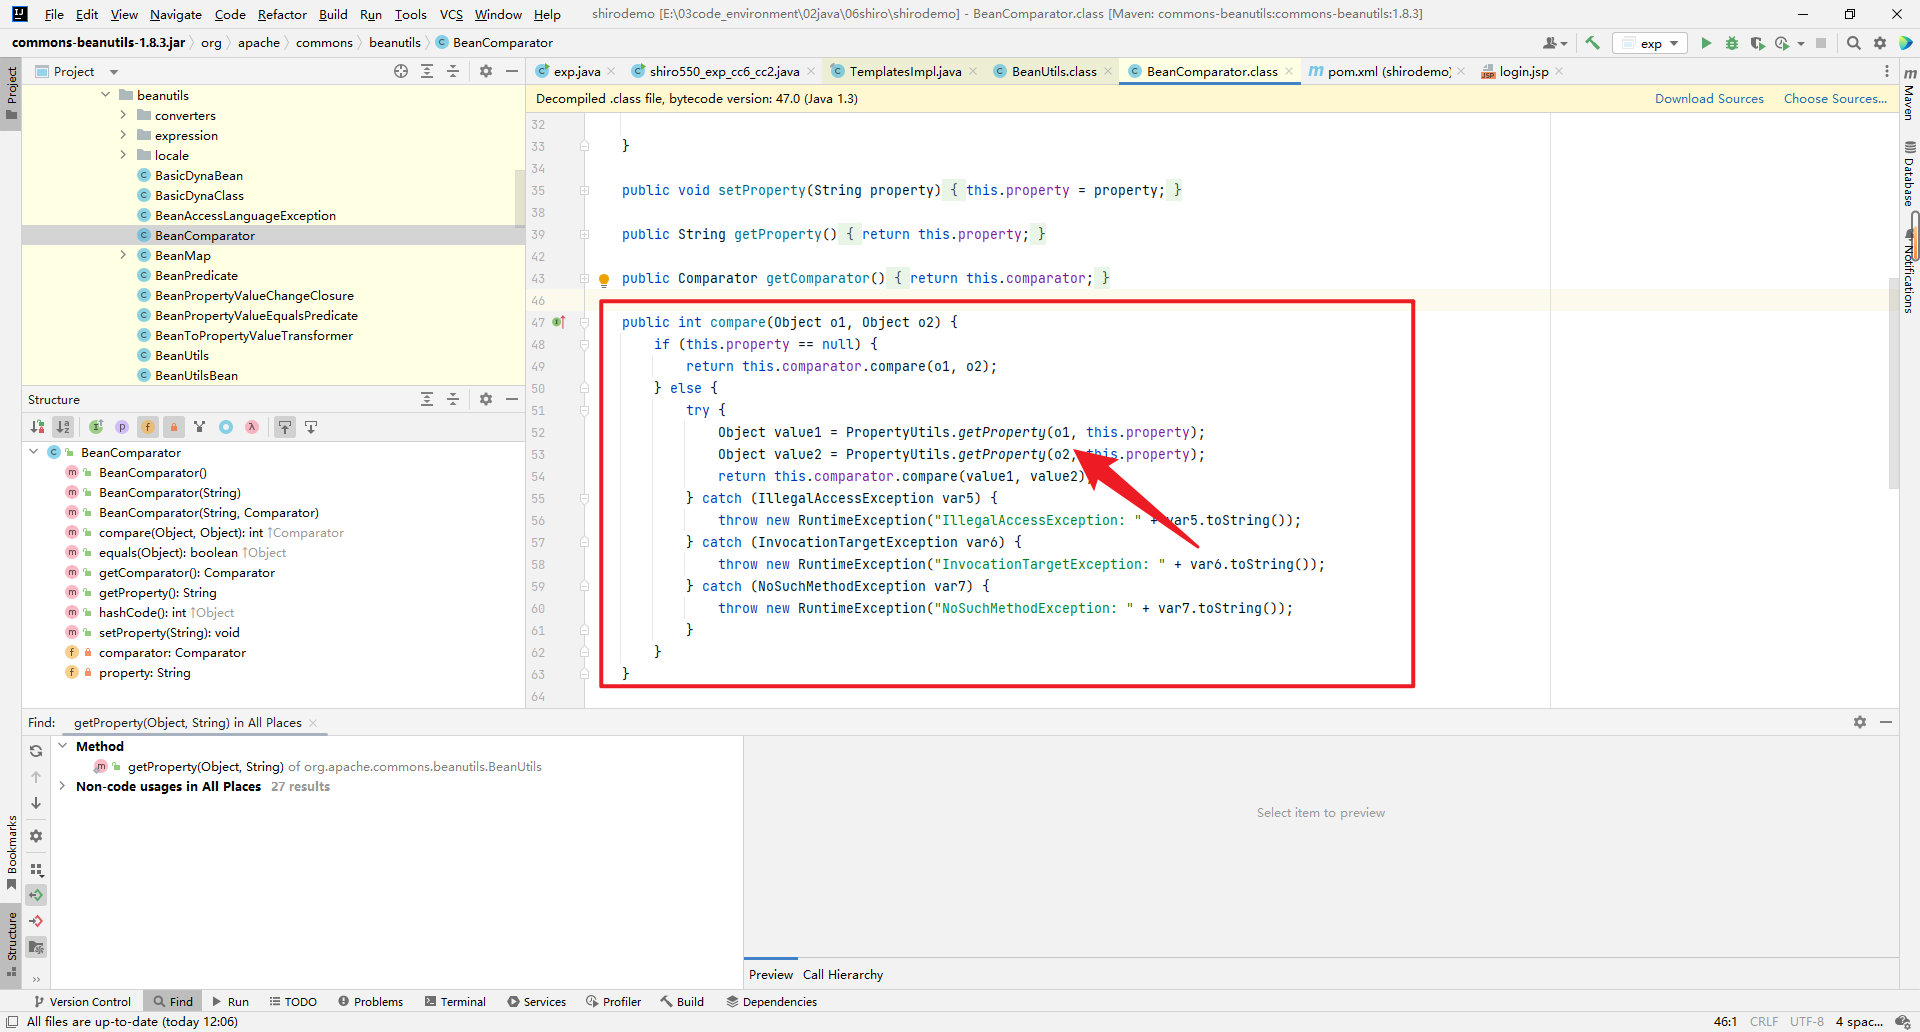 File Edit View Navigate Code Refactor Build Run Tools VCS Window Help shirodemo [E:\03code_environment\02java\06shiro\shirodemo] - BeanComparator.class [Maven: commons-beanutils:commons-beanutils:1.8.3]
commons-beanutils-1.8.3.jar org apache commons beanutils BeanComparator exp
Project
exp.java shiro550_exp_cc6_cc2.java TemplatesImpl.java BeanUtils.class BeanComparator.class pom.xml (shirodemo) login.jsp
Decompiled .class file, bytecode version: 47.0 (Java 1.3) Download Sources Choose Sources...
beanutils
converters
expression
locale
BasicDynaBean
BasicDynaClass
BeanAccessLanguageException
BeanComparator
BeanMap
BeanPredicate
BeanPropertyValueChangeClosure
BeanPropertyValueEqualsPredicate
BeanToPropertyValueTransformer
BeanUtils
BeanUtilsBean
Structure
BeanComparator
BeanComparator()
BeanComparator(String)
BeanComparator(String, Comparator)
compare(Object, Object): int ↑Comparator
equals(Object): boolean ↑Object
getComparator(): Comparator
getProperty(): String
hashCode(): int ↑Object
setProperty(String): void
comparator: Comparator
property: String
32
33 }
34
35 public void setProperty(String property) { this.property = property; }
38
39 public String getProperty() { return this.property; }
42
43 public Comparator getComparator() { return this.comparator; }
46
47 public int compare(Object o1, Object o2) {
48 if (this.property == null) {
49 return this.comparator.compare(o1, o2);
50 } else {
51 try {
52 Object value1 = PropertyUtils.getProperty(o1, this.property);
53 Object value2 = PropertyUtils.getProperty(o2, this.property);
54 return this.comparator.compare(value1, value2)
55 } catch (IllegalAccessException var5) {
56 throw new RuntimeException("IllegalAccessException: " + var5.toString());
57 } catch (InvocationTargetException var6) {
58 throw new RuntimeException("InvocationTargetException: " + var6.toString());
59 } catch (NoSuchMethodException var7) {
60 throw new RuntimeException("NoSuchMethodException: " + var7.toString());
61 }
62 }
63 }
64
Project
Bookmarks
Structure
Maven
Database
Notifications
Find: getProperty(Object, String) in All Places
Method
getProperty(Object, String) of org.apache.commons.beanutils.BeanUtils
Non-code usages in All Places 27 results
Select item to preview
Preview Call Hierarchy
Version Control Find Run TODO Problems Terminal Services Profiler Build Dependencies
All files are up-to-date (today 12:06) 46:1 CRLF UTF-8 4 spac...